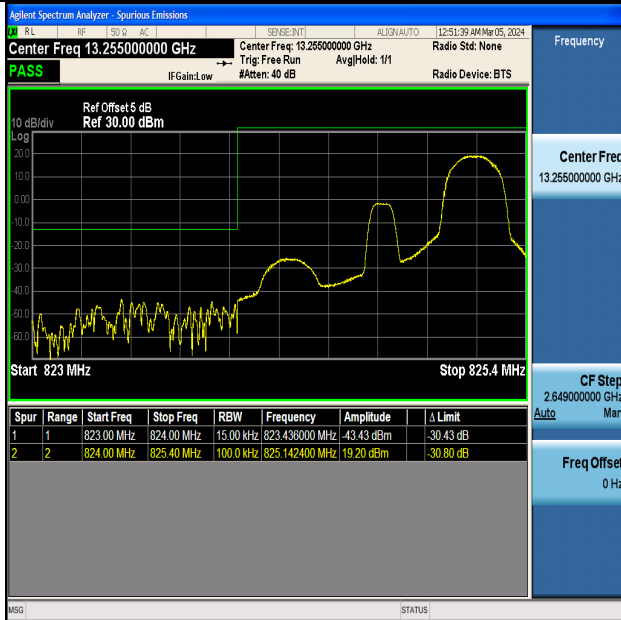 Agilent Spectrum Analyzer - Spurious Emissions
RL RF 50 Ω AC SENSE:INT ALIGN AUTO 12:51:39 AM Mar 05, 2024
Center Freq 13.255000000 GHz Center Freq: 13.255000000 GHz Radio Std: None
Trig: Free Run Avg|Hold: 1/1
PASS IFGain:Low #Atten: 40 dB Radio Device: BTS
Ref Offset 5 dB
10 dB/div Ref 30.00 dBm
Log
20.0
10.0
0.00
-10.0
-20.0
-30.0
-40.0
-50.0
-60.0
Start 823 MHz Stop 825.4 MHz
Spur Range Start Freq Stop Freq RBW Frequency Amplitude Δ Limit
1 1 823.00 MHz 824.00 MHz 15.00 kHz 823.436000 MHz -43.43 dBm -30.43 dB
2 2 824.00 MHz 825.40 MHz 100.0 kHz 825.142400 MHz 19.20 dBm -30.80 dB
Frequency
Center Freq
13.255000000 GHz
CF Step
2.649000000 GHz
Auto Man
Freq Offset
0 Hz
MSG STATUS